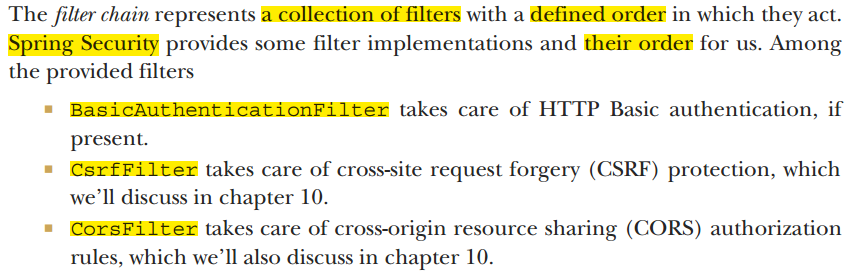 The filter chain represents a collection of filters with a defined order in which they act.
Spring Security provides some filter implementations and their order for us. Among
the provided filters
■ BasicAuthenticationFilter takes care of HTTP Basic authentication, if
present.
■ CsrfFilter takes care of cross-site request forgery (CSRF) protection, which
we'll discuss in chapter 10.
■ CorsFilter takes care of cross-origin resource sharing (CORS) authorization
rules, which we'll also discuss in chapter 10.